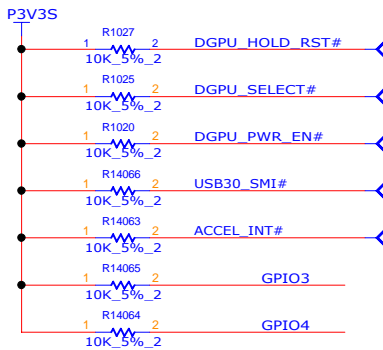 P3V3S
R1027
1 2 DGPU_HOLD_RST#
10K_5%_2
R1025
1 2 DGPU_SELECT#
10K_5%_2
R1020
1 2 DGPU_PWR_EN#
10K_5%_2
R14066
1 2 USB30_SMI#
10K_5%_2
R14063
1 2 ACCEL_INT#
10K_5%_2
R14065
1 2 GPIO3
10K_5%_2
R14064
1 2 GPIO4
10K_5%_2